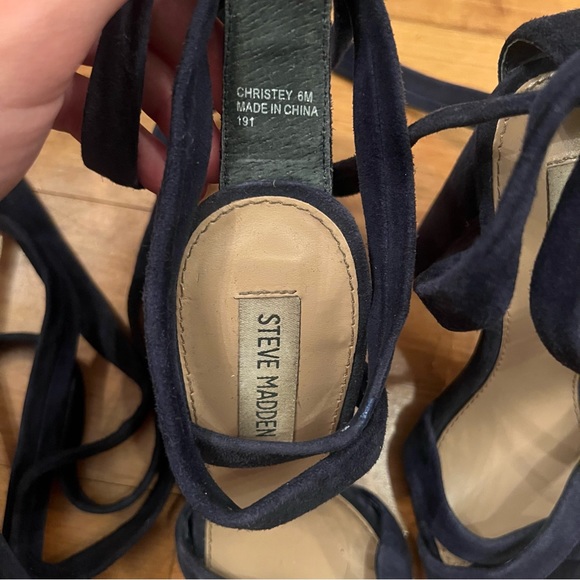 CHRISTEY 6M
MADE IN CHINA
191
STEVE MADDEN